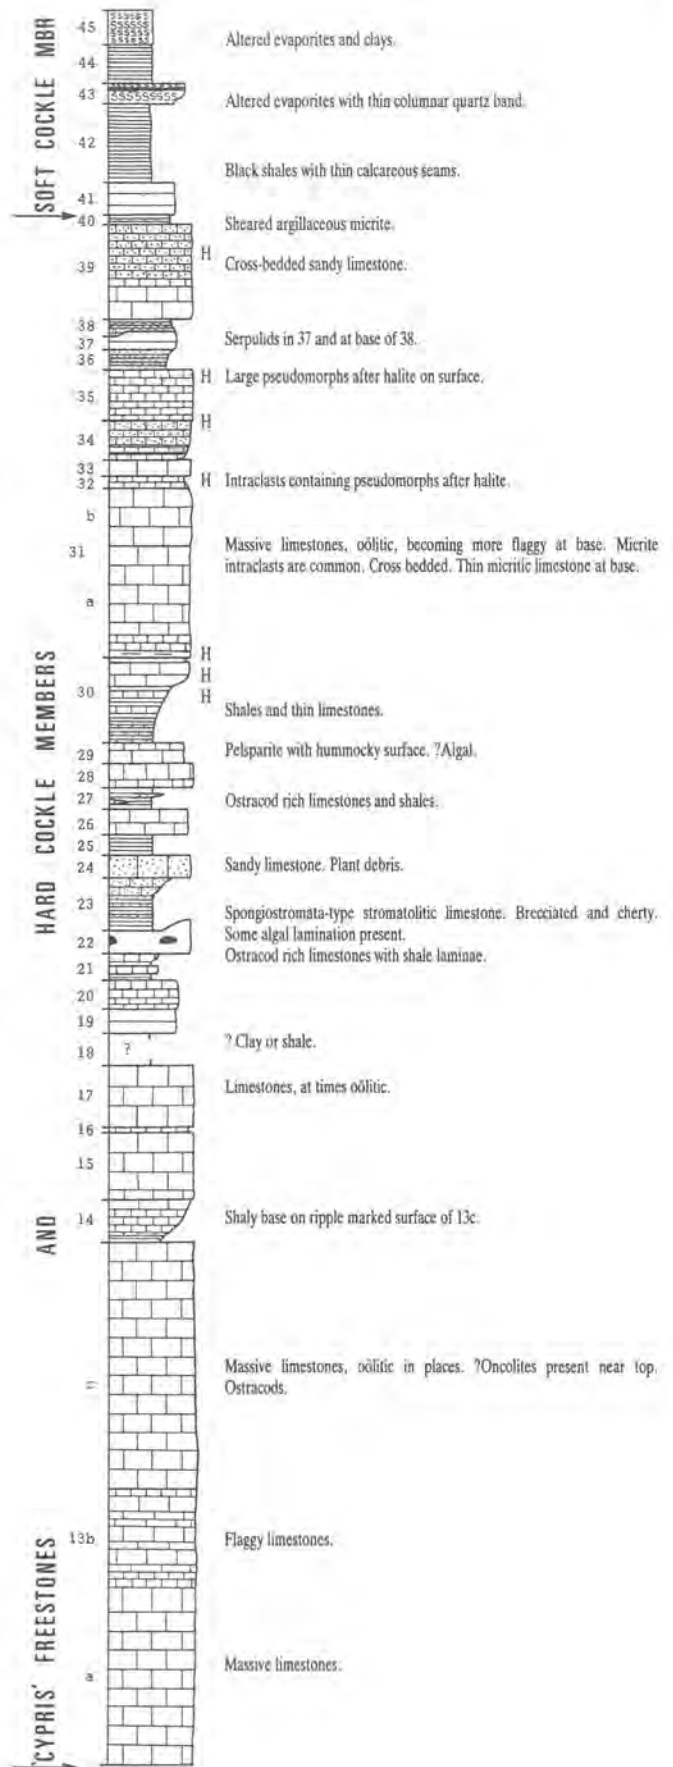 SOFT COCKLE MBR
HARD COCKLE MEMBERS
AND
'CYPRIS' FREESTONES
45
Altered evaporites and clays.
44
43
Altered evaporites with thin columnar quartz band.
42
Black shales with thin calcareous seams.
41
40
Sheared argillaceous micrite.
H
39
Cross-bedded sandy limestone.
38
37
Serpulids in 37 and at base of 38.
36
H
Large pseudomorphs after halite on surface.
35
H
34
33
32
H
Intraclasts containing pseudomorphs after halite.
b
31
Massive limestones, oölitic, becoming more flaggy at base. Micrite
intraclasts are common. Cross bedded. Thin micritic limestone at base.
a
H
H
30
H
Shales and thin limestones.
29
Pelsparite with hummocky surface. ?Algal.
28
27
Ostracod rich limestones and shales.
26
25
24
Sandy limestone. Plant debris.
23
Spongiostromata-type stromatolitic limestone. Brecciated and cherty.
Some algal lamination present.
22
Ostracod rich limestones with shale laminae.
21
20
19
18
?
? Clay or shale.
17
Limestones, at times oölitic.
16
15
14
Shaly base on ripple marked surface of 13c.
Massive limestones, oölitic in places. ?Oncolites present near top.
Ostracods.
13b
Flaggy limestones.
a
Massive limestones.